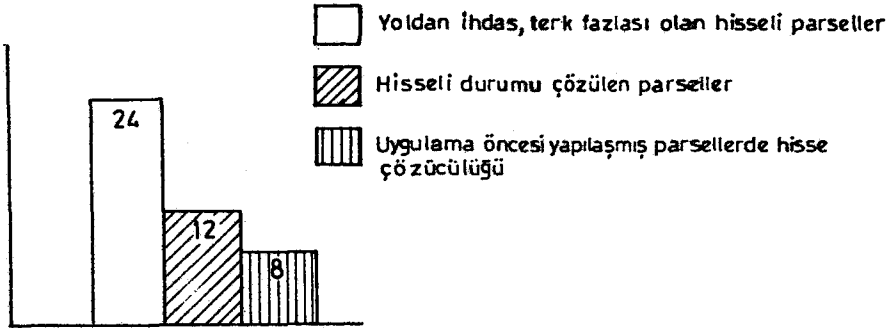 Yoldan İhdas, terk fazlası olan hisseli parseller
Hisseli durumu çözülen parseller
Uygulama öncesi yapılaşmış parsellerde hisse
çözücülüğü
24
12
8